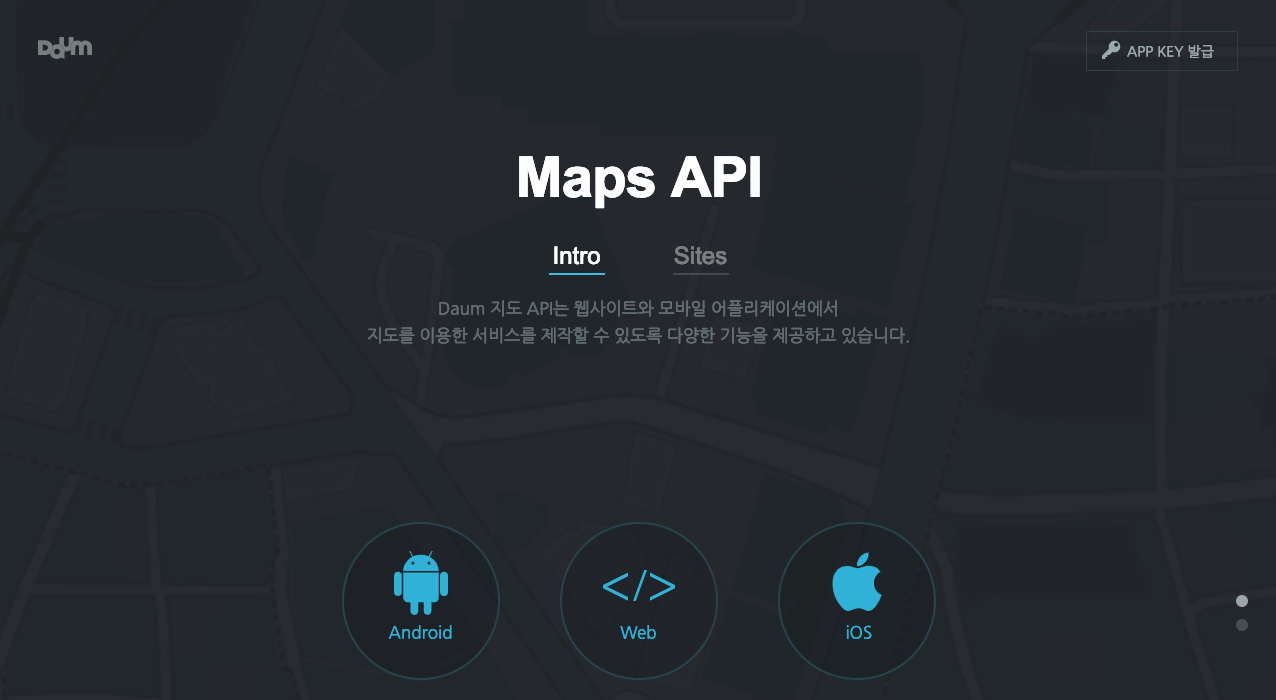 Daum
APP KEY 발급
Maps API
Intro
Sites
Daum 지도 API는 웹사이트와 모바일 어플리케이션에서
지도를 이용한 서비스를 제작할 수 있도록 다양한 기능을 제공하고 있습니다.
Android
</>
Web
iOS